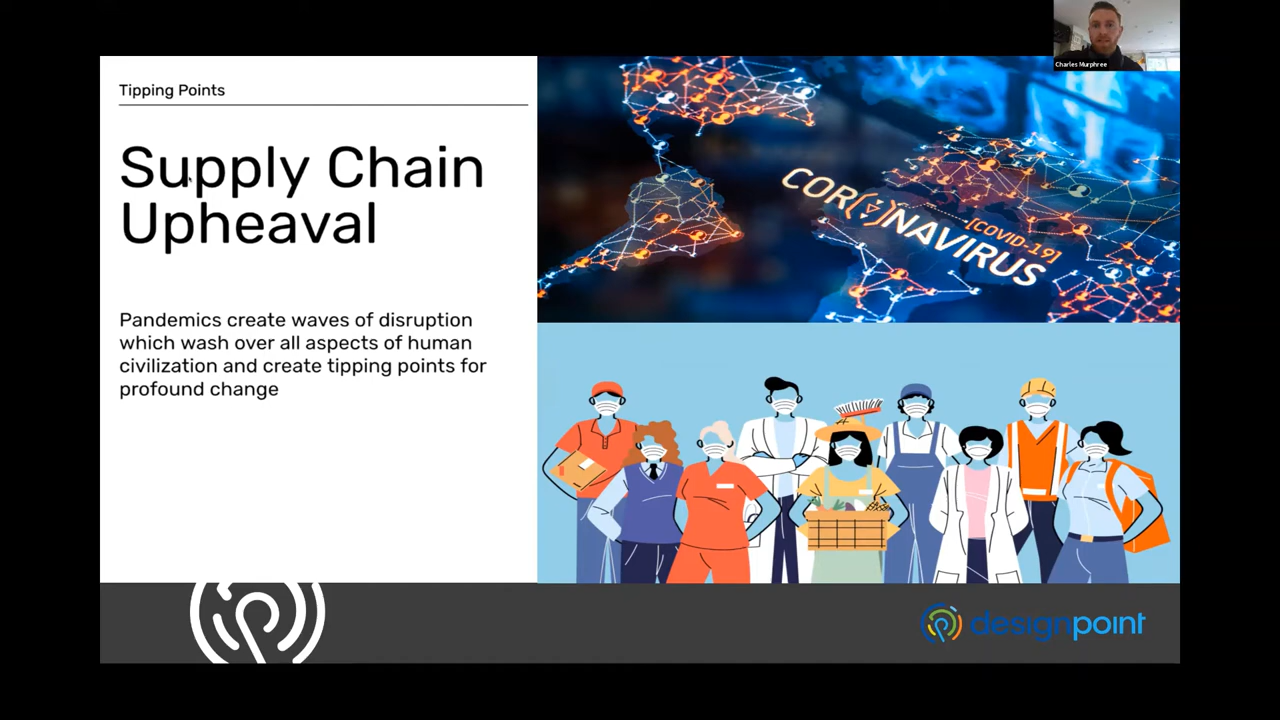 Charles Murphree
Tipping Points
Supply Chain
Upheaval
Pandemics create waves of disruption
which wash over all aspects of human
civilization and create tipping points for
profound change
CORONAVIRUS
[COVID-19]
designpoint